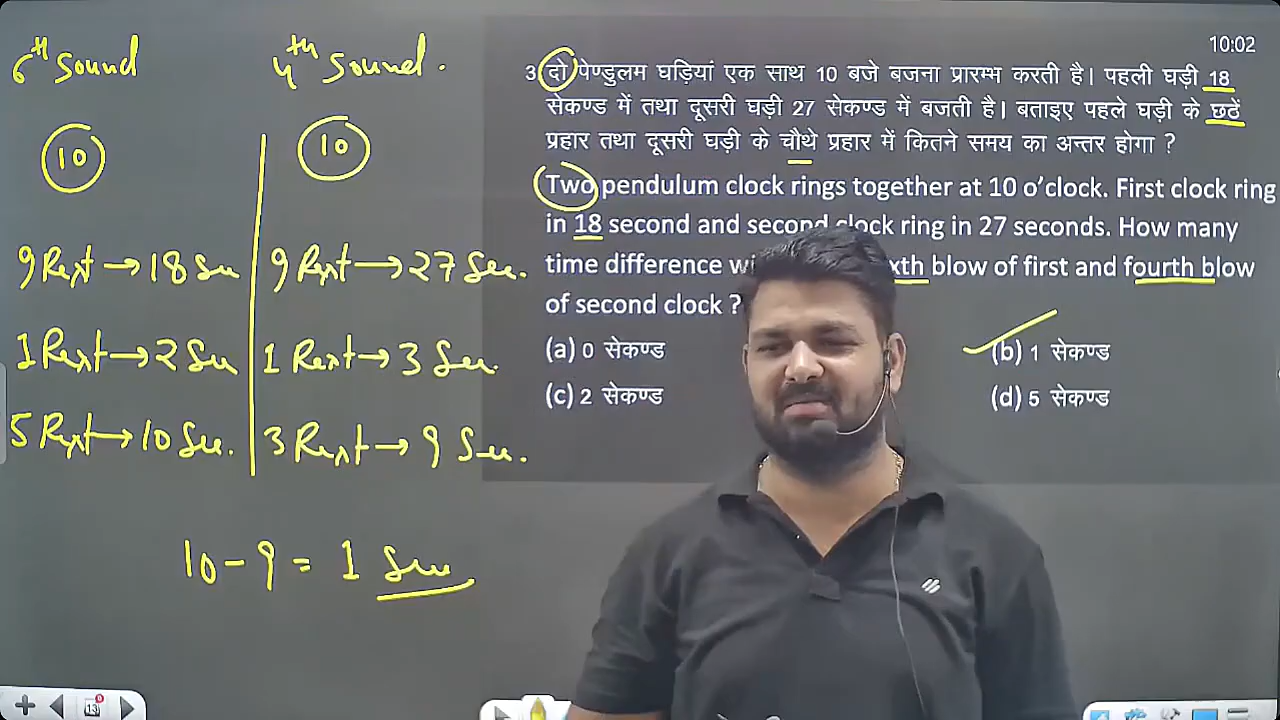 6th Sound
4th Sound.
10
10
9 Rest → 18 Sec
9 Rest → 27 Sec.
1 Rest → 2 Sec
1 Rest → 3 Sec.
5 Rest → 10 Sec.
3 Rest → 9 Sec.
10 - 9 = 1 Sec
10:02
3. दो पेण्डुलम घड़ियां एक साथ 10 बजे बजना प्रारम्भ करती है। पहली घड़ी 18
सेकण्ड में तथा दूसरी घड़ी 27 सेकण्ड में बजती है। बताइए पहले घड़ी के छठें
प्रहार तथा दूसरी घड़ी के चौथे प्रहार में कितने समय का अन्तर होगा ?
Two pendulum clock rings together at 10 o'clock. First clock ring
in 18 second and second clock ring in 27 seconds. How many
time difference blow of first and fourth blow
of second clock ?
(a) 0 सेकण्ड
(b) 1 सेकण्ड
(c) 2 सेकण्ड
(d) 5 सेकण्ड
13